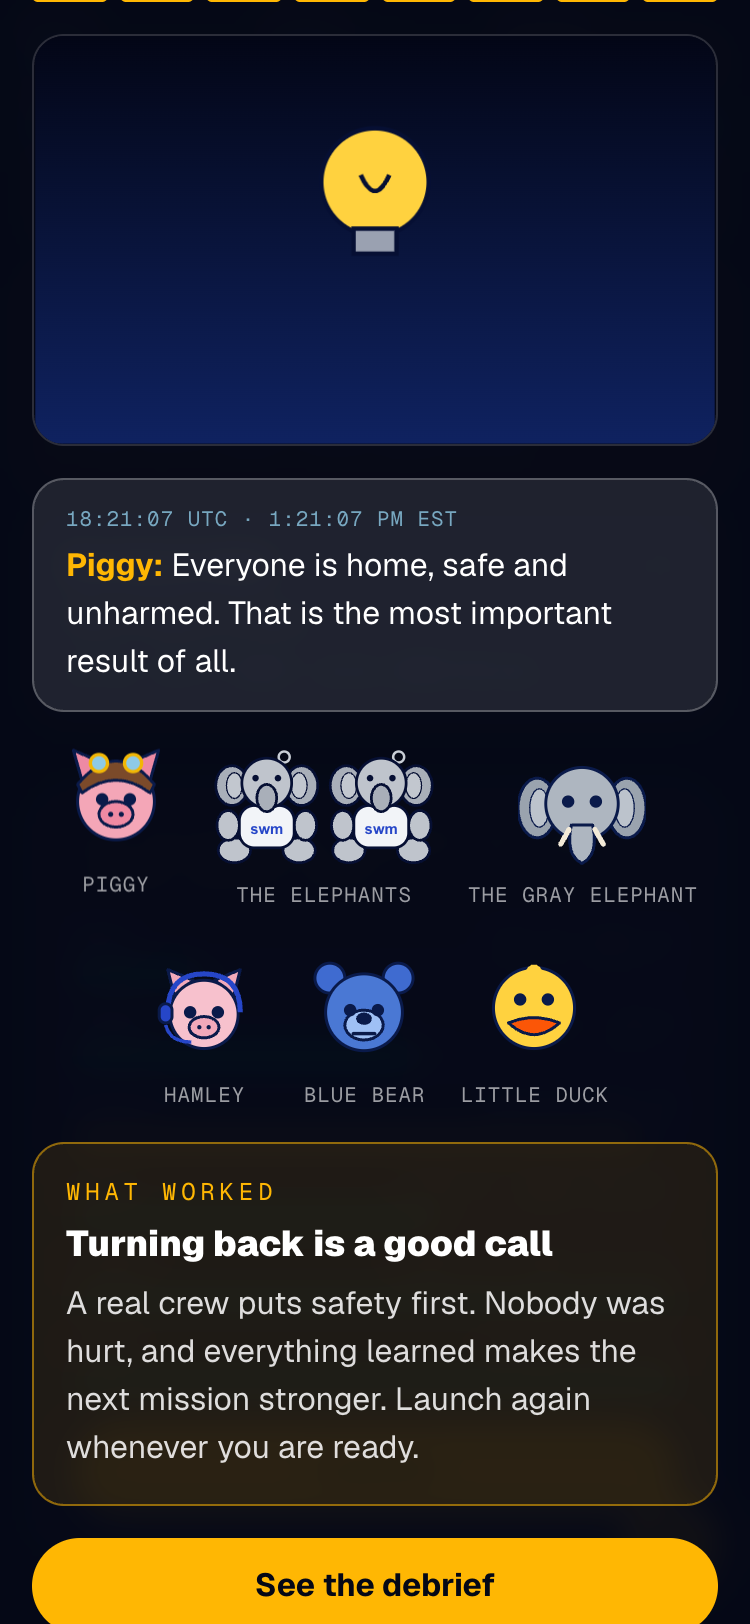 18:21:07 UTC · 1:21:07 PM EST
Piggy: Everyone is home, safe and
unharmed. That is the most important
result of all.
swm swm
PIGGY
THE ELEPHANTS
THE GRAY ELEPHANT
HAMLEY
BLUE BEAR
LITTLE DUCK
WHAT WORKED
Turning back is a good call
A real crew puts safety first. Nobody was
hurt, and everything learned makes the
next mission stronger. Launch again
whenever you are ready.
See the debrief